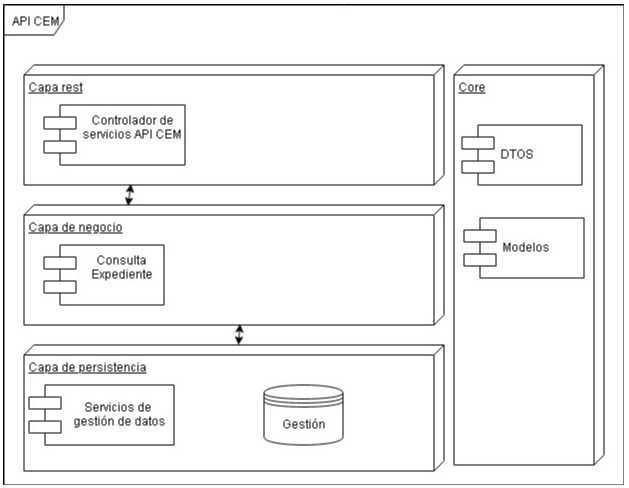 API CEM
Capa rest
Controlador de
servicios API CEM
Capa de negocio
Consulta
Expediente
Capa de persistencia
Servicios de
gestión de datos
Gestión
Core
DTOS
Modelos